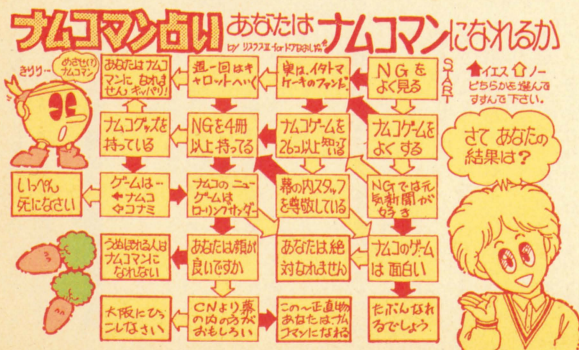 ナムコマン占い あなたはナムコマンになれるか
START
イエス ノー
どちらかを選んで
すすんで下さい。
きりり…
めざせ!!
ナムコマン
あなたはナムコ
マンに なれま
せん キッパリ!
週一回はキ
ャロットへいく
実は、イタトマ
ケーキのファンだ。
NGを
よく見る
ナムコグッズを
持っている
NGを4冊
以上 持ってる
ナムコゲームを
26コ以上知って
いる
ナムコゲームを
よく する
さて あなたの
結果は?
いっぺん
死になさい
ゲームは…
←ナムコ
⇔コナミ
ナムコの ニュー
ゲームは
ローリングサンダー
幕の内スタッフ
を尊敬している
NGでは元
気新聞が
好き
うぬぼれる人は
ナムコマンに
なれない
あなたは顔が
良いですか
あなたは絶
対なれません
ナムコのゲーム
は 面白い
大阪にひっ
こしなさい
CNより幕
の内の方が
おもしろい
この〜正直物
あなたはナム
コマンになれる
たぶんなれ
るでしょう